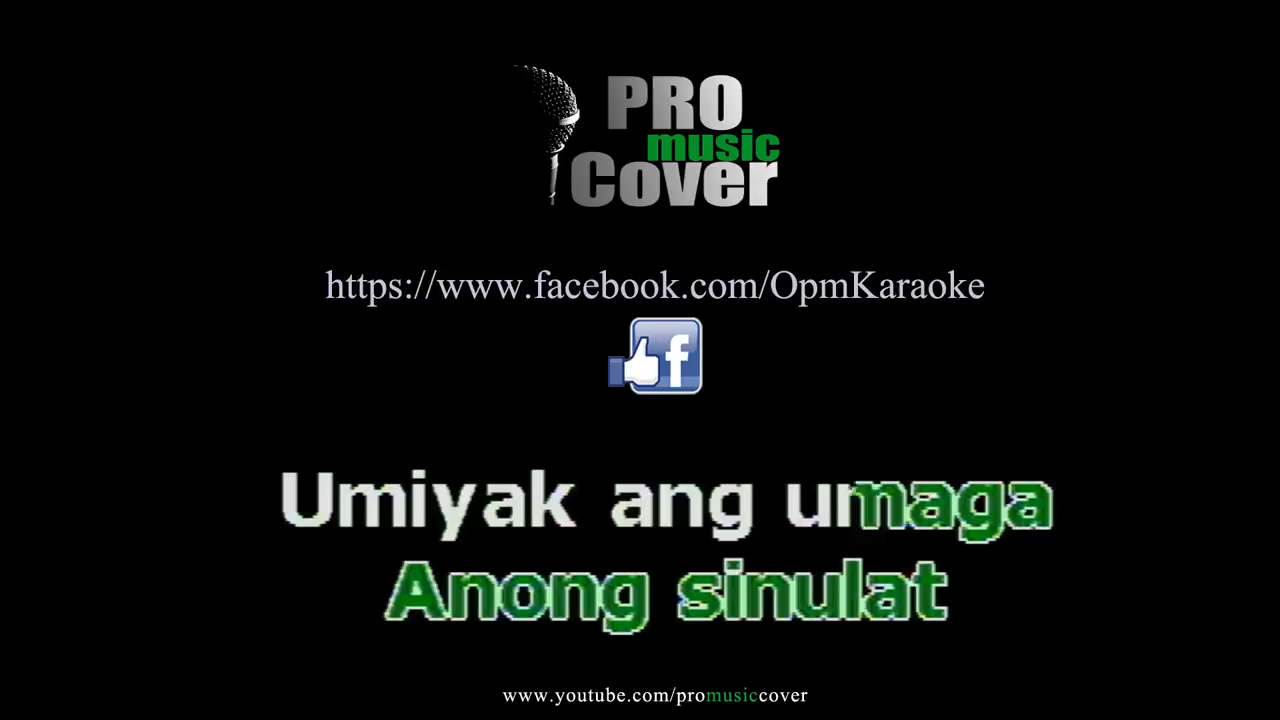 PRO
music
Cover
https://www.facebook.com/OpmKaraoke
f
Umiyak ang umaga
Anong sinulat
www.youtube.com/promusiccover